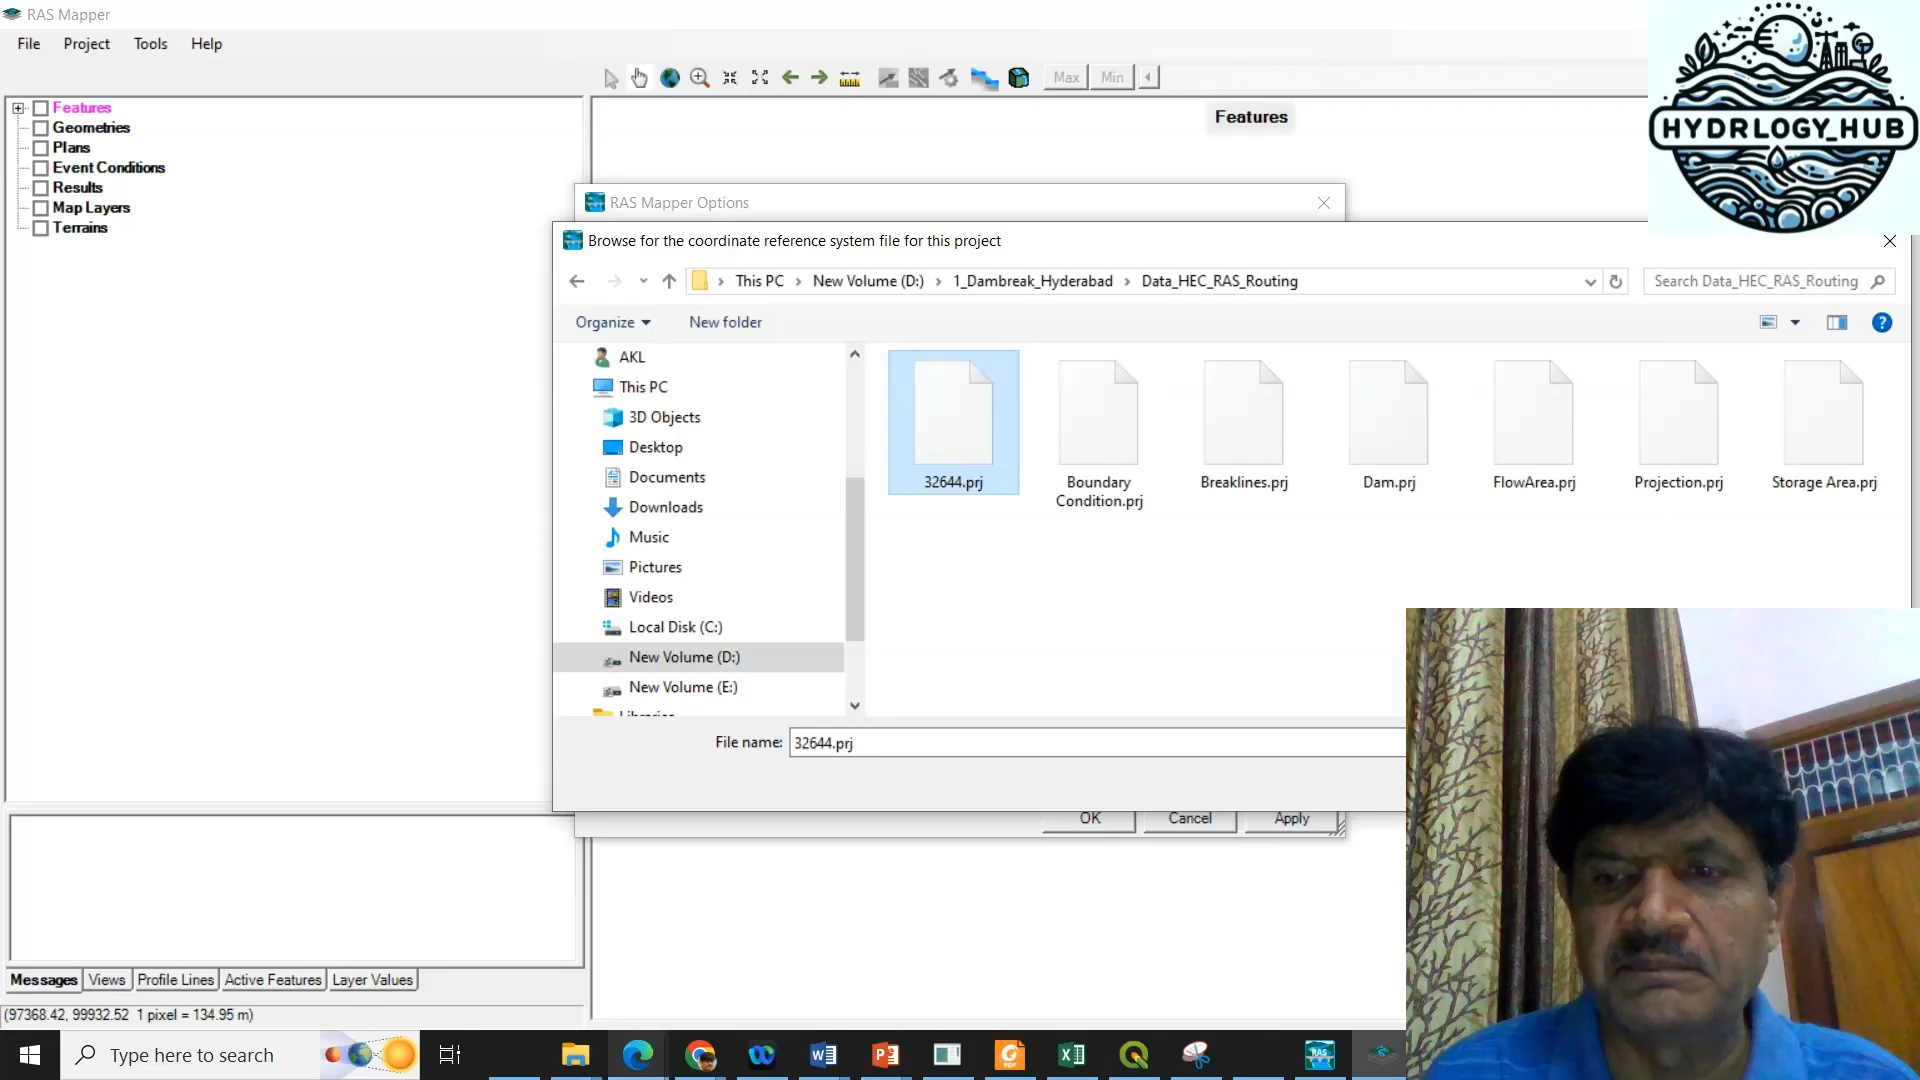 RAS Mapper
File Project Tools Help
Max Min
HYDRLOGY_HUB
Features
Geometries
Plans
Event Conditions
Results
Map Layers
Terrains
Features
RAS Mapper Options
Browse for the coordinate reference system file for this project
This PC New Volume (D:) 1_Dambreak_Hyderabad Data_HEC_RAS_Routing
Search Data_HEC_RAS_Routing
Organize New folder
AKL
This PC
3D Objects
Desktop
Documents
Downloads
Music
Pictures
Videos
Local Disk (C:)
New Volume (D:)
New Volume (E:)
Libraries
32644.prj
Boundary
Condition.prj
Breaklines.prj
Dam.prj
FlowArea.prj
Projection.prj
Storage Area.prj
File name: 32644.prj
OK Cancel Apply
Messages Views Profile Lines Active Features Layer Values
(97368.42, 99932.52 1 pixel = 134.95 m)
Type here to search
RAS